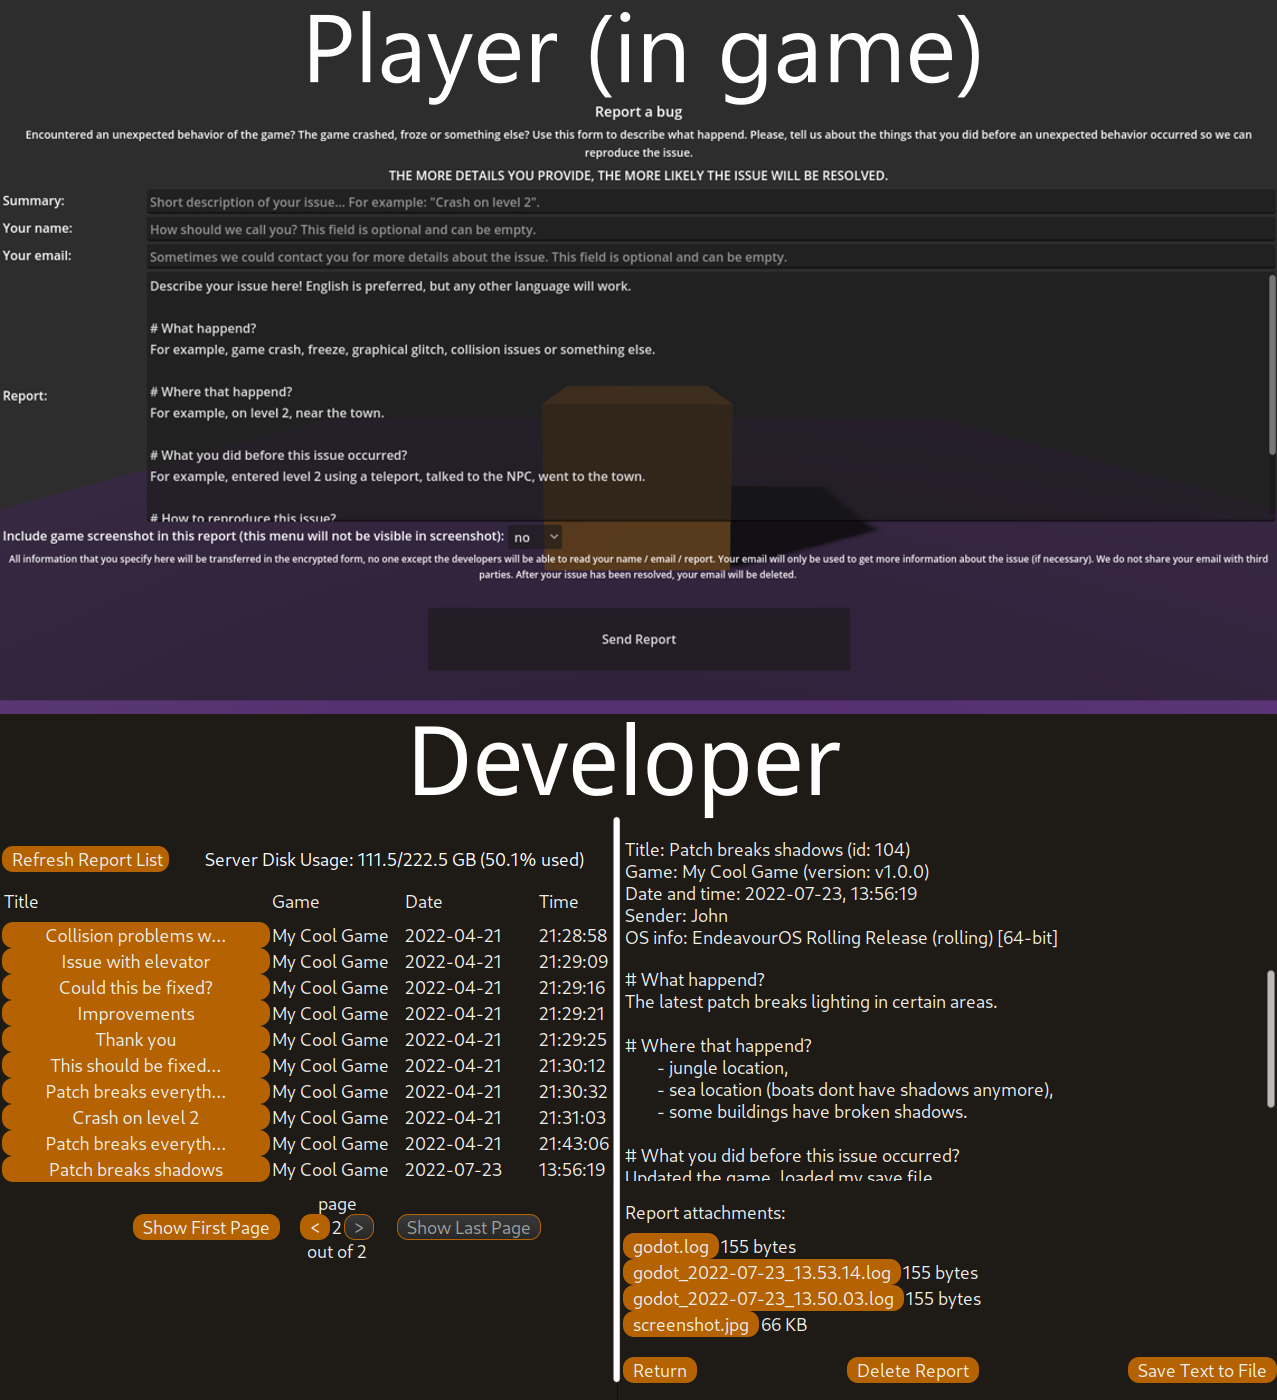 Player (in game)
Report a bug
Encountered an unexpected behavior of the game? The game crashed, froze or something else? Use this form to describe what happend. Please, tell us about the things that you did before an unexpected behavior occurred so we can
reproduce the issue.
THE MORE DETAILS YOU PROVIDE, THE MORE LIKELY THE ISSUE WILL BE RESOLVED.
Summary: Short description of your issue... For example: "Crash on level 2".
Your name: How should we call you? This field is optional and can be empty.
Your email: Sometimes we could contact you for more details about the issue. This field is optional and can be empty.
Report:
Describe your issue here! English is preferred, but any other language will work.
# What happend?
For example, game crash, freeze, graphical glitch, collision issues or something else.
# Where that happend?
For example, on level 2, near the town.
# What you did before this issue occurred?
For example, entered level 2 using a teleport, talked to the NPC, went to the town.
# How to reproduce this issue?
Include game screenshot in this report (this menu will not be visible in screenshot): no
All information that you specify here will be transferred in the encrypted form, no one except the developers will be able to read your name / email / report. Your email will only be used to get more information about the issue (if necessary). We do not share your email with third
parties. After your issue has been resolved, your email will be deleted.
Send Report
Developer
Refresh Report List Server Disk Usage: 111.5/222.5 GB (50.1% used)
Title Game Date Time
Collision problems w... My Cool Game 2022-04-21 21:28:58
Issue with elevator My Cool Game 2022-04-21 21:29:09
Could this be fixed? My Cool Game 2022-04-21 21:29:16
Improvements My Cool Game 2022-04-21 21:29:21
Thank you My Cool Game 2022-04-21 21:29:25
This should be fixed... My Cool Game 2022-04-21 21:30:12
Patch breaks everyth... My Cool Game 2022-04-21 21:30:32
Crash on level 2 My Cool Game 2022-04-21 21:31:03
Patch breaks everyth... My Cool Game 2022-04-21 21:43:06
Patch breaks shadows My Cool Game 2022-07-23 13:56:19
page
Show First Page < 2 > Show Last Page
out of 2
Title: Patch breaks shadows (id: 104)
Game: My Cool Game (version: v1.0.0)
Date and time: 2022-07-23, 13:56:19
Sender: John
OS info: EndeavourOS Rolling Release (rolling) [64-bit]
# What happend?
The latest patch breaks lighting in certain areas.
# Where that happend?
- jungle location,
- sea location (boats dont have shadows anymore),
- some buildings have broken shadows.
# What you did before this issue occurred?
Updated the game, loaded my save file
Report attachments:
godot.log 155 bytes
godot_2022-07-23_13.53.14.log 155 bytes
godot_2022-07-23_13.50.03.log 155 bytes
screenshot.jpg 66 KB
Return Delete Report Save Text to File